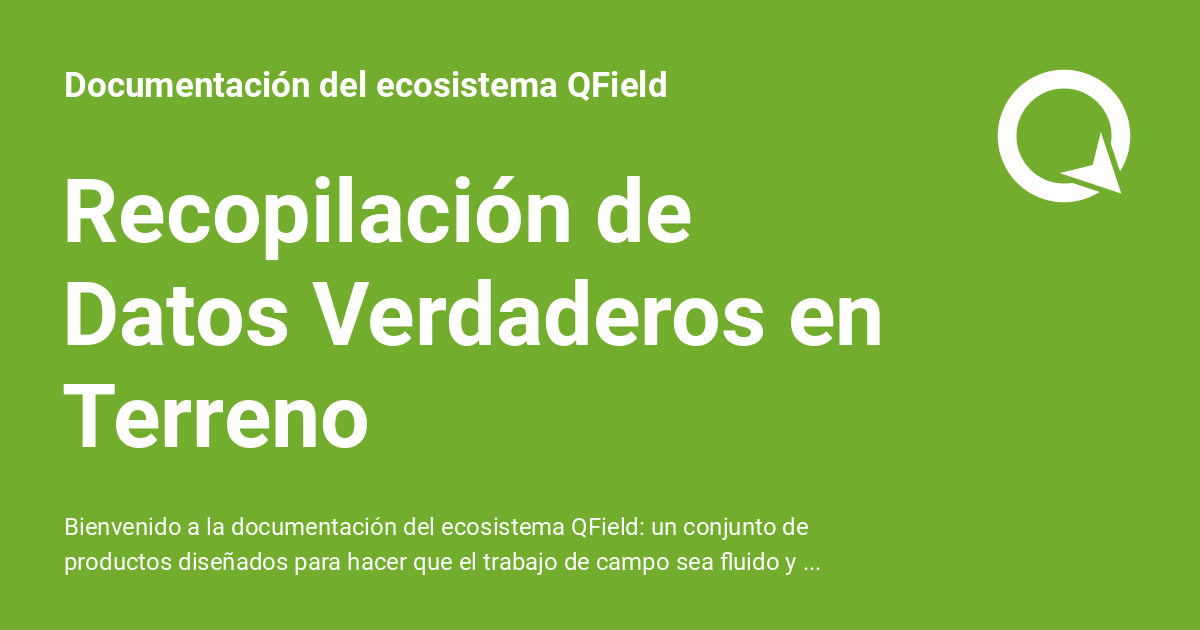 Documentación del ecosistema QField
Recopilación de
Datos Verdaderos en
Terreno
Bienvenido a la documentación del ecosistema QField: un conjunto de
productos diseñados para hacer que el trabajo de campo sea fluido y ...